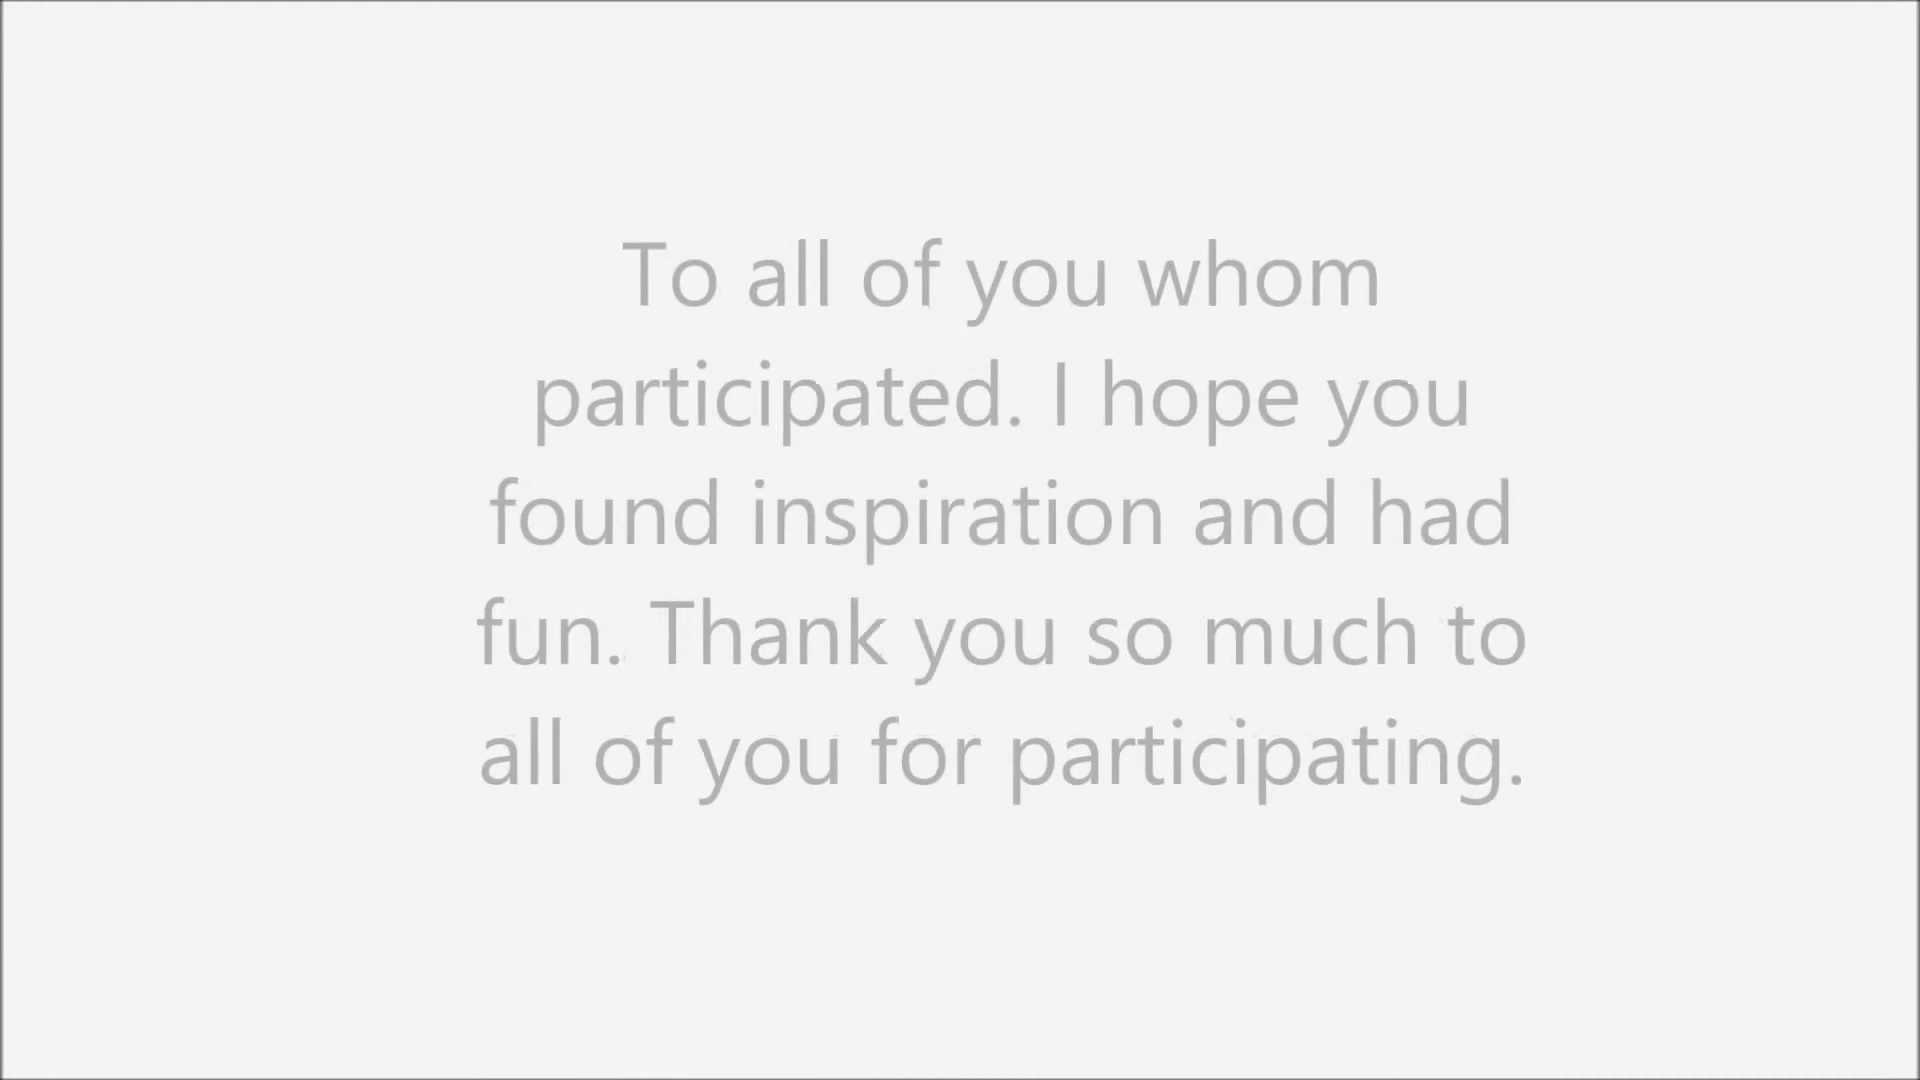 To all of you whom
participated. I hope you
found inspiration and had
fun. Thank you so much to
all of you for participating.